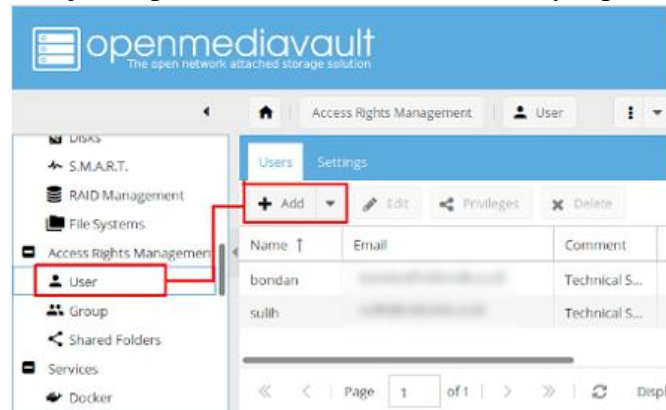 openmediavault
The open network attached storage solution
Access Rights Management
User
Disks
S.M.A.R.T.
RAID Management
File Systems
Access Rights Management
User
Group
Shared Folders
Services
Docker
Users Settings
Add Edit Privileges Delete
Name Email Comment
bondan Technical S...
sulih Technical S...
Page 1 of 1